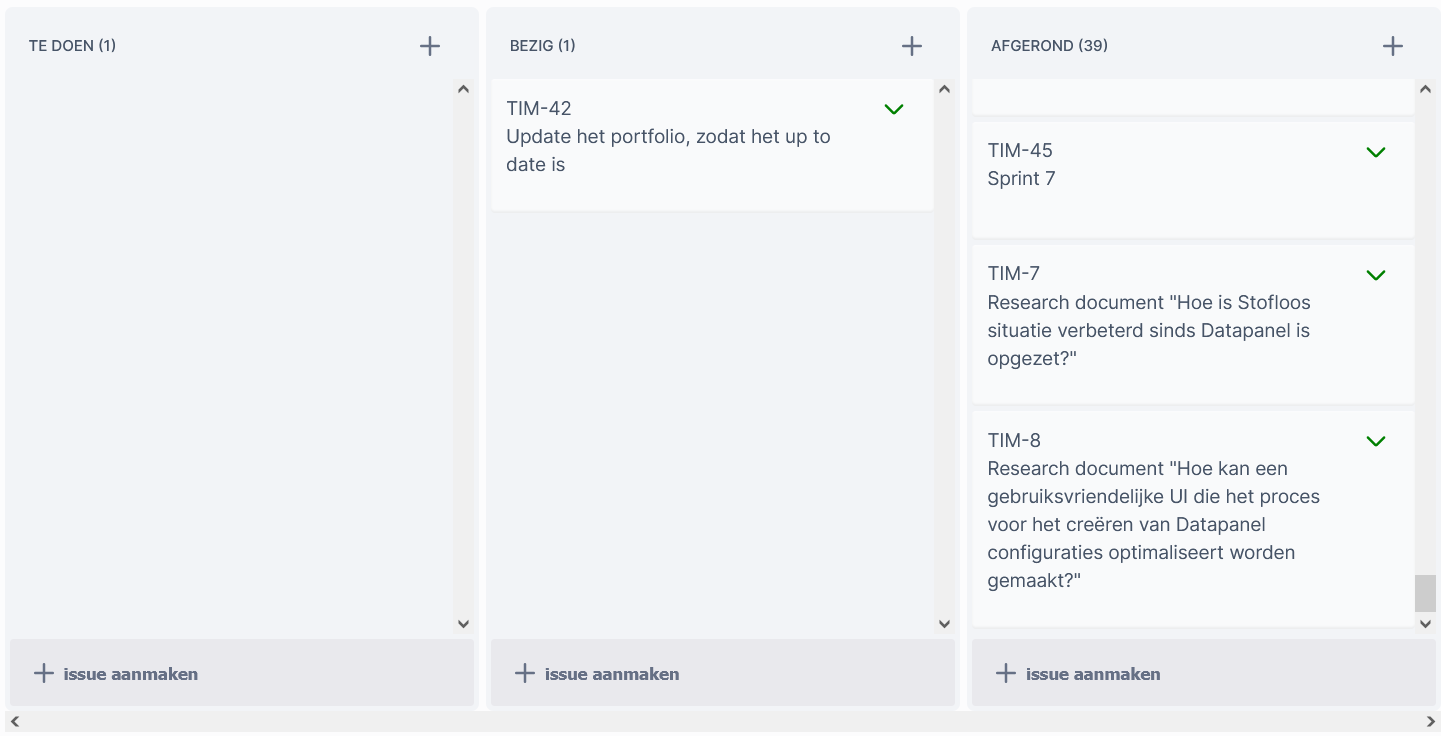 TE DOEN (1)
issue aanmaken
BEZIG (1)
TIM-42
Update het portfolio, zodat het up to
date is
issue aanmaken
AFGEROND (39)
TIM-45
Sprint 7
TIM-7
Research document "Hoe is Stofloos
situatie verbeterd sinds Datapanel is
opgezet?"
TIM-8
Research document "Hoe kan een
gebruiksvriendelijke UI die het proces
voor het creëren van Datapanel
configuraties optimaliseert worden
gemaakt?"
issue aanmaken